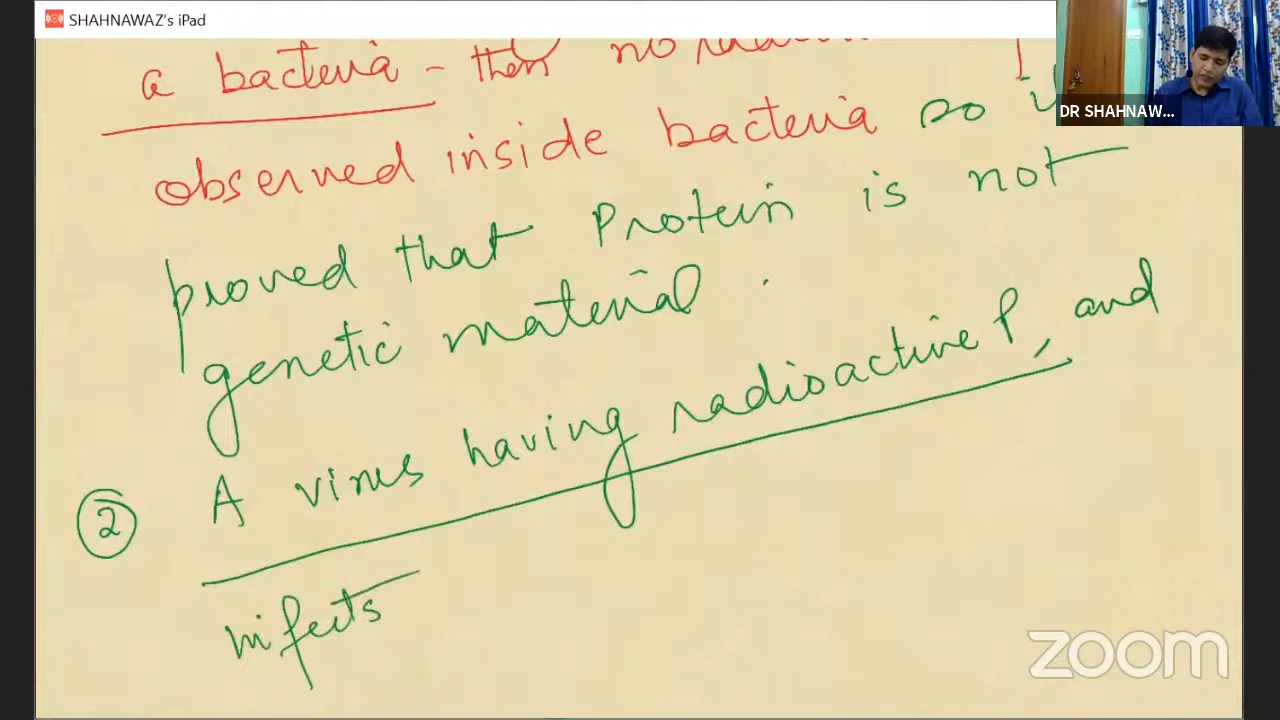 SHAHNAWAZ's iPad
a bacteria - then no
observed inside bacteria so
proved that Protein is not
genetic material.
② A virus having radioactive P, and
infects
DR SHAHNAW...
zoom